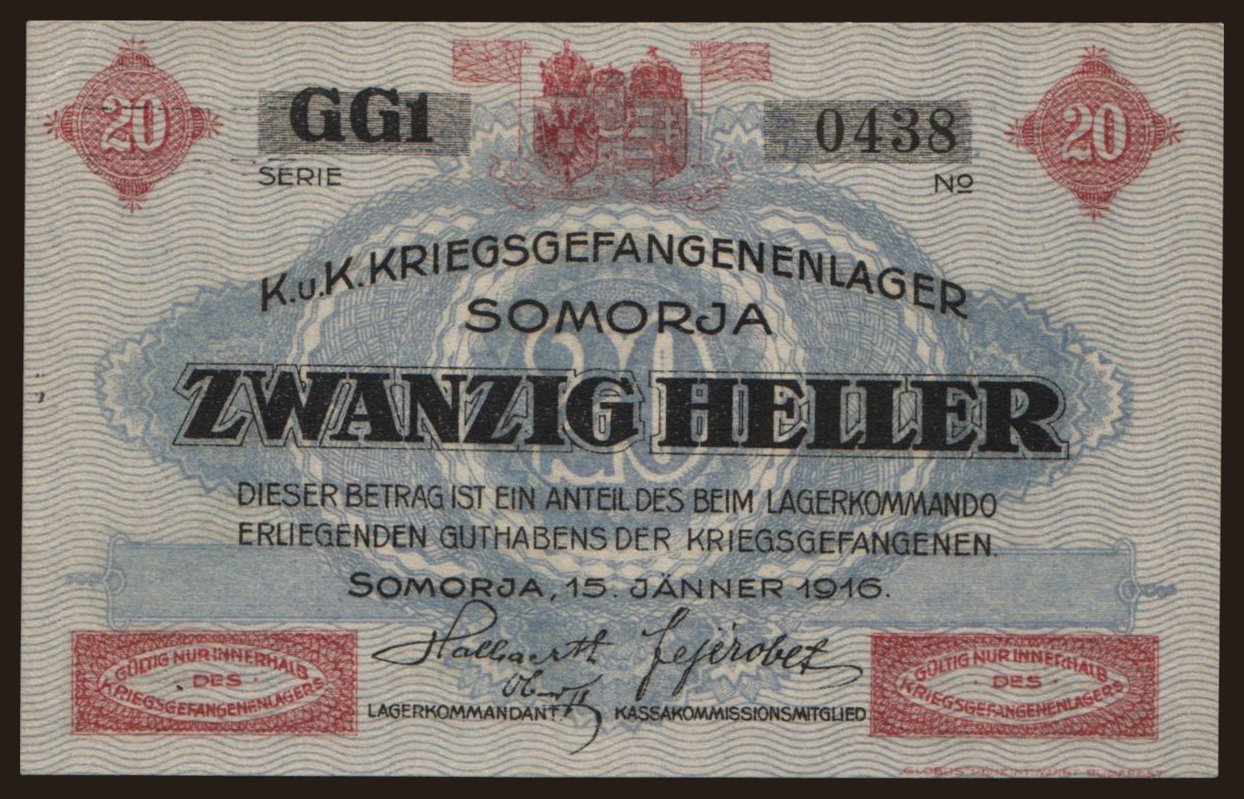 20 GG1 0438 20
SERIE No
K.u.K. KRIEGSGEFANGENENLAGER
SOMORJA
20
ZWANZIG HELLER
DIESER BETRAG IST EIN ANTEIL DES BEIM LAGERKOMMANDO
ERLIEGENDEN GUTHABENS DER KRIEGSGEFANGENEN.
SOMORJA, 15. JÄNNER 1916.
GÜLTIG NUR INNERHALB
DES
KRIEGSGEFANGENENLAGERS
LAGERKOMMANDANT. KASSAKOMMISSIONSMITGLIED
GÜLTIG NUR INNERHALB
DES
KRIEGSGEFANGENENLAGERS
BUDAPEST